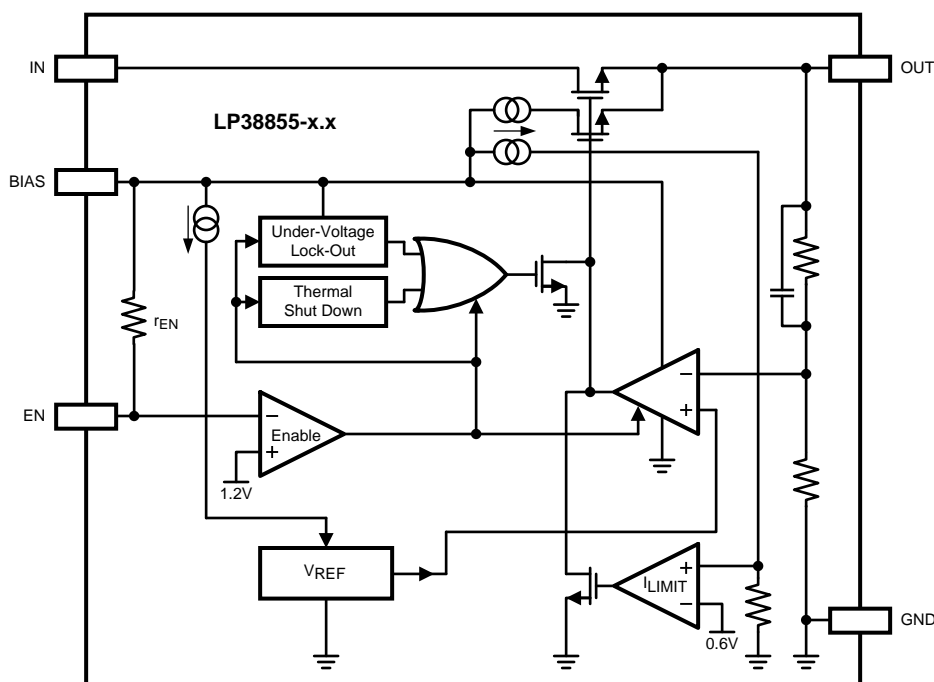 IN
OUT
LP38855-x.x
BIAS
Under-Voltage
Lock-Out
Thermal
Shut Down
rEN
EN
−
Enable
+
1.2V
−
+
VREF
+
ILIMIT
−
0.6V
GND